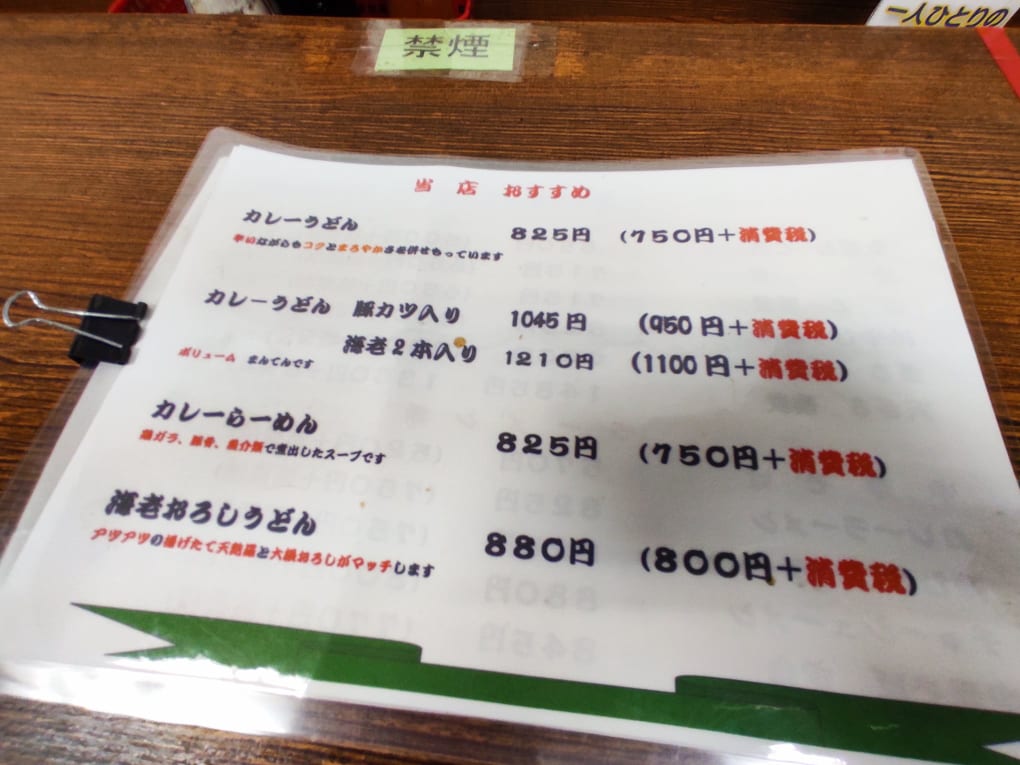 一人ひとりの
禁煙
当店 おすすめ
カレーうどん 825円 (750円+消費税)
辛いながらもコクとまろやかさを併せもっています
カレーうどん 豚カツ入り 1045円 (950円+消費税)
海老2本入り 1210円 (1100円+消費税)
ボリューム まんてんです
カレーらーめん 825円 (750円+消費税)
鶏ガラ、豚骨、魚介類で煮出したスープです
海老おろしうどん 880円 (800円+消費税)
アツアツの揚げたて天麩羅と大根おろしがマッチします